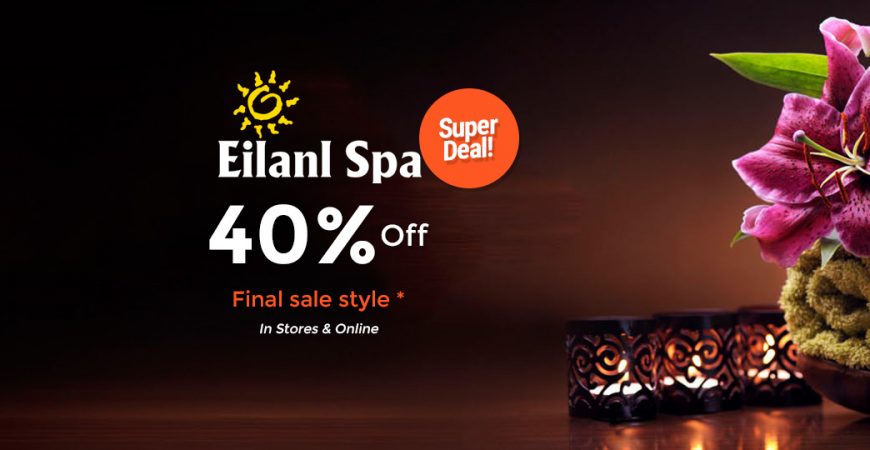 Eilanl Spa
Super
Deal!
40% Off
Final sale style *
In Stores & Online